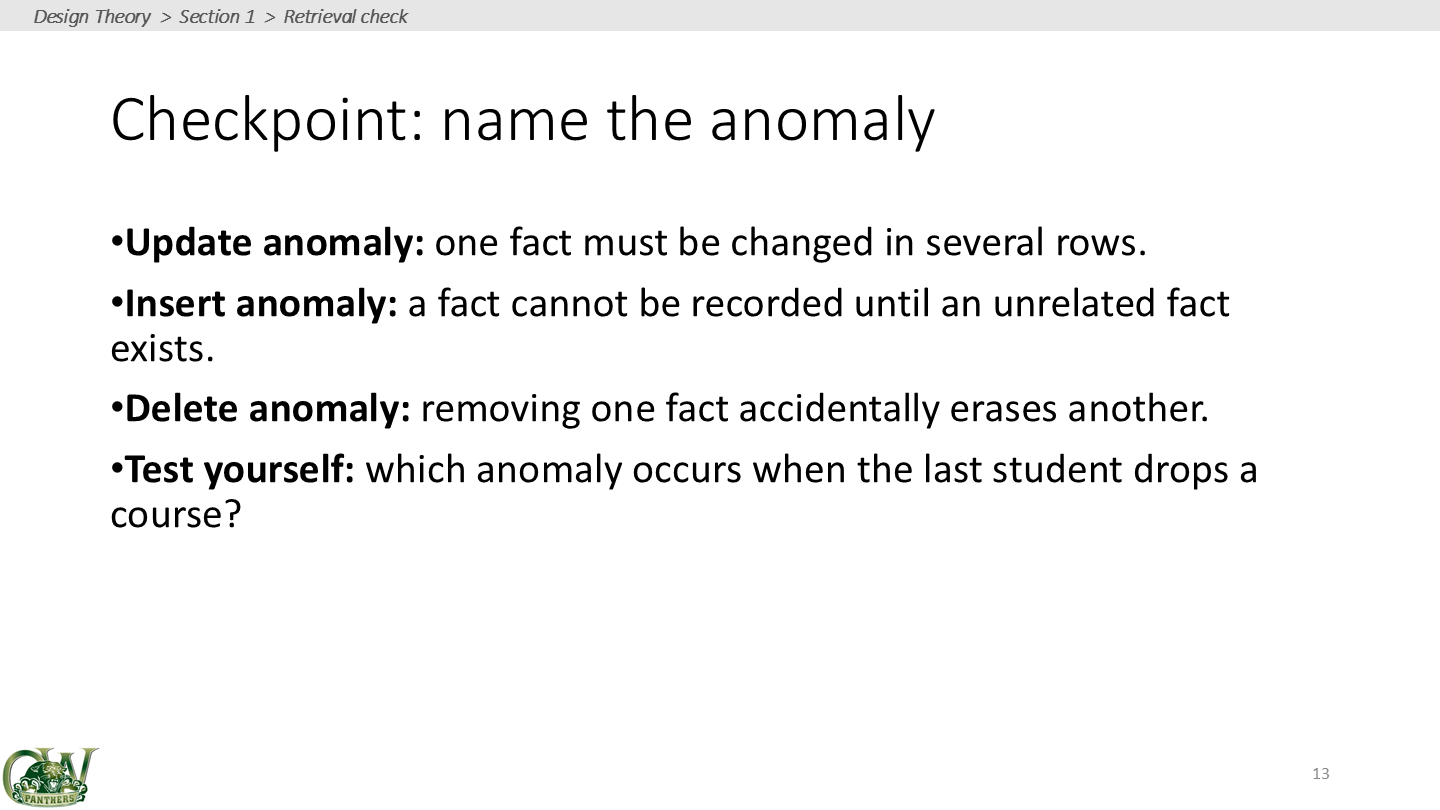 Design Theory > Section 1 > Retrieval check
Checkpoint: name the anomaly
•Update anomaly: one fact must be changed in several rows.
•Insert anomaly: a fact cannot be recorded until an unrelated fact
exists.
•Delete anomaly: removing one fact accidentally erases another.
•Test yourself: which anomaly occurs when the last student drops a
course?
CW
PANTHERS
13